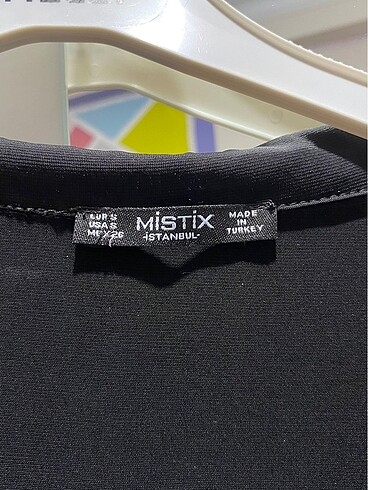 EUR S
USA S
MEX 26
MiSTiX
-İSTANBUL-
MADE
IN
TURKEY